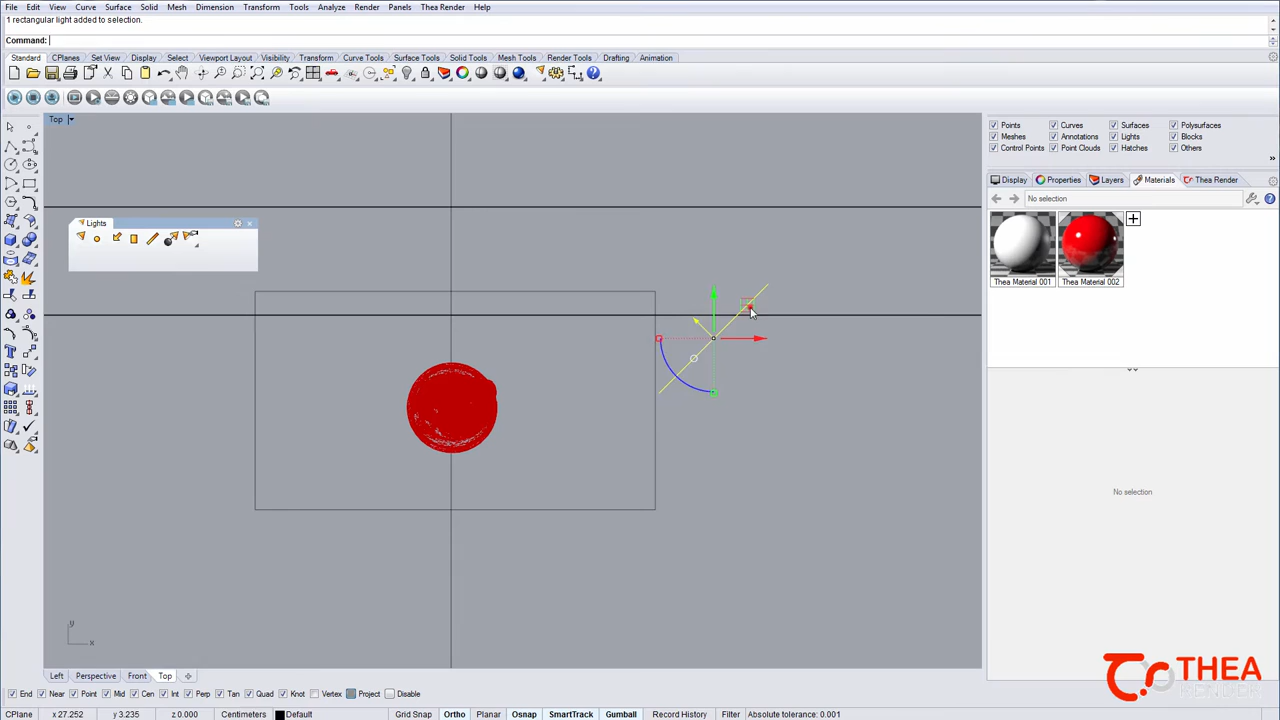 File Edit View Curve Surface Solid Mesh Dimension Transform Tools Analyze Render Panels Thea Render Help
1 rectangular light added to selection.
Command:
Standard CPlanes Set View Display Select Viewport Layout Visibility Transform Curve Tools Surface Tools Solid Tools Mesh Tools Render Tools Drafting Animation
Top
Points Curves Surfaces Polysurfaces
Meshes Annotations Lights Blocks
Control Points Point Clouds Hatches Others
Display Properties Layers Materials Thea Render
No selection
Lights
Thea Material 001 Thea Material 002
No selection
y
x
THEA
RENDER
Left Perspective Front Top
End Near Point Mid Cen Int Perp Tan Quad Knot Vertex Project Disable
CPlane x 27.252 y 3.235 z 0.000 Centimeters Default Grid Snap Ortho Planar Osnap SmartTrack Gumball Record History Filter Absolute tolerance: 0.001